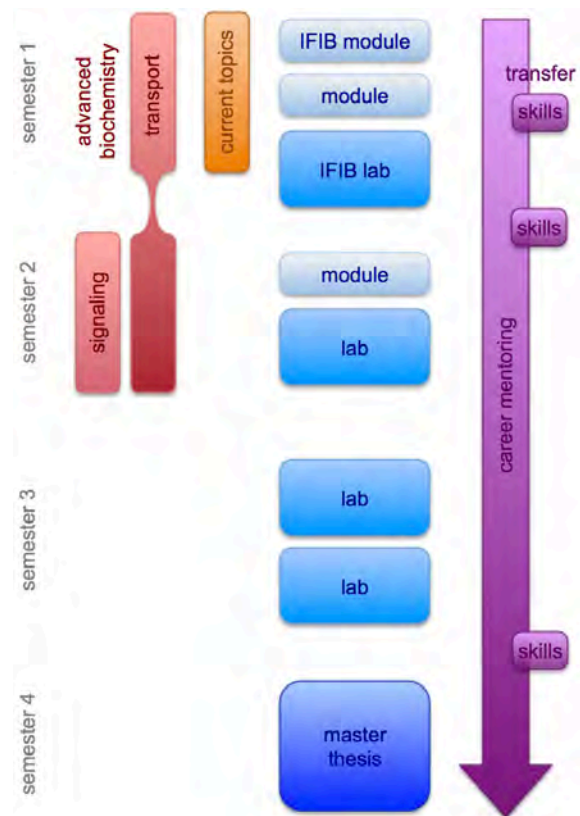 semester 1
advanced
biochemistry
transport
current topics
IFIB module
module
IFIB lab
transfer
skills
skills
semester 2
signaling
module
lab
career mentoring
semester 3
lab
lab
skills
semester 4
master
thesis